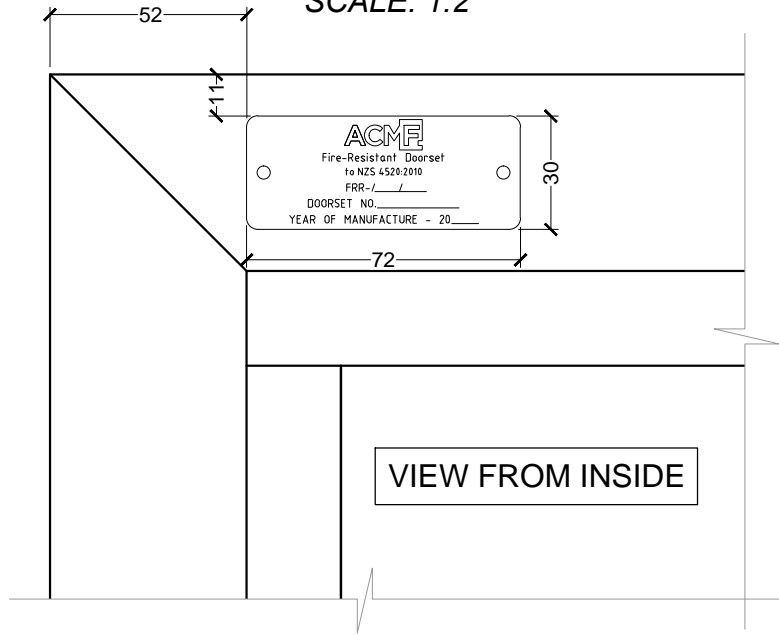 SCALE: 1:2
52
11
ACMF
Fire-Resistant Doorset
to NZS 4520:2010
FRR-/____/____
DOORSET NO.____________
YEAR OF MANUFACTURE - 20____
30
72
VIEW FROM INSIDE